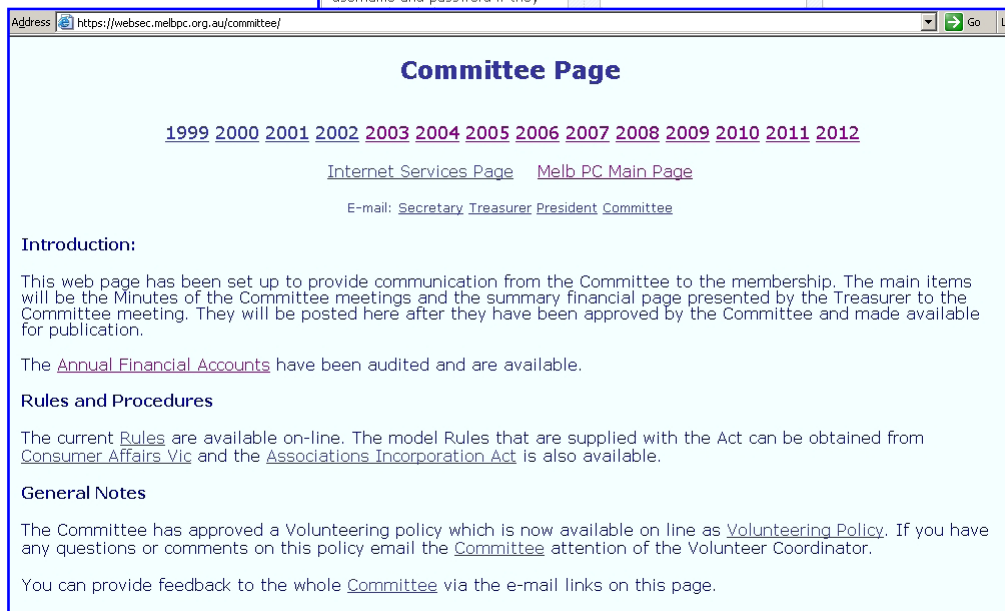 username and password if they
Address https://websec.melbpc.org.au/committee/ Go L
Committee Page
1999 2000 2001 2002 2003 2004 2005 2006 2007 2008 2009 2010 2011 2012
Internet Services Page Melb PC Main Page
E-mail: Secretary Treasurer President Committee
Introduction:
This web page has been set up to provide communication from the Committee to the membership. The main items
will be the Minutes of the Committee meetings and the summary financial page presented by the Treasurer to the
Committee meeting. They will be posted here after they have been approved by the Committee and made available
for publication.
The Annual Financial Accounts have been audited and are available.
Rules and Procedures
The current Rules are available on-line. The model Rules that are supplied with the Act can be obtained from
Consumer Affairs Vic and the Associations Incorporation Act is also available.
General Notes
The Committee has approved a Volunteering policy which is now available on line as Volunteering Policy. If you have
any questions or comments on this policy email the Committee attention of the Volunteer Coordinator.
You can provide feedback to the whole Committee via the e-mail links on this page.